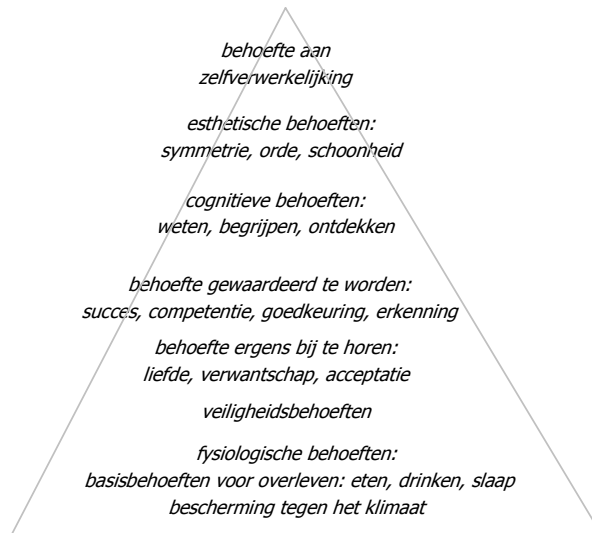 behoefte aan
zelfverwerkelijking
esthetische behoeften:
symmetrie, orde, schoonheid
cognitieve behoeften:
weten, begrijpen, ontdekken
behoefte gewaardeerd te worden:
succes, competentie, goedkeuring, erkenning
behoefte ergens bij te horen:
liefde, verwantschap, acceptatie
veiligheidsbehoeften
fysiologische behoeften:
basisbehoeften voor overleven: eten, drinken, slaap
bescherming tegen het klimaat